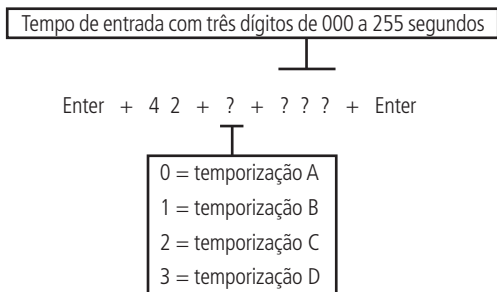 Tempo de entrada com três dígitos de 000 a 255 segundos
Enter + 4 2 + ? + ? ? ? + Enter
0 = temporização A
1 = temporização B
2 = temporização C
3 = temporização D